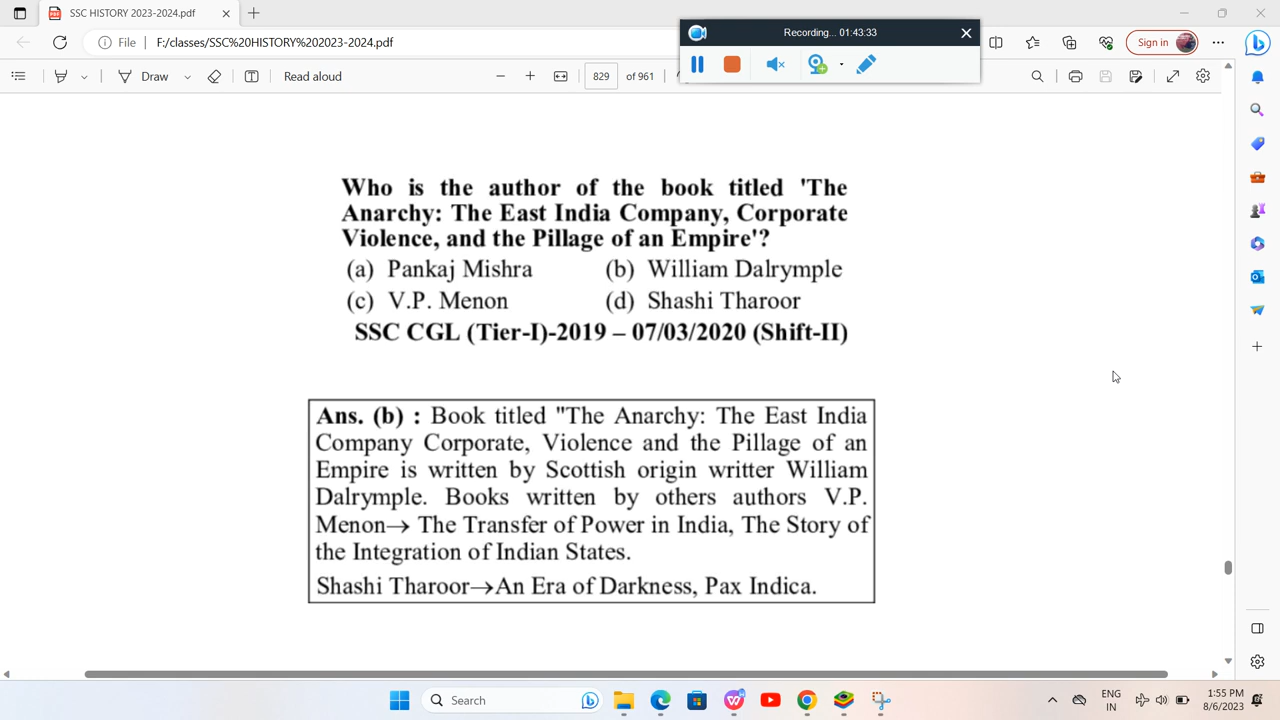 SSC HISTORY 2023-2024.pdf
Recording... 01:43:33
File F:/classes/SSC%20HISTORY%202023-2024.pdf
Sign in
Draw
Read aloud
829 of 961
Who is the author of the book titled 'The
Anarchy: The East India Company, Corporate
Violence, and the Pillage of an Empire'?
(a) Pankaj Mishra (b) William Dalrymple
(c) V.P. Menon (d) Shashi Tharoor
SSC CGL (Tier-I)-2019 – 07/03/2020 (Shift-II)
Ans. (b) : Book titled "The Anarchy: The East India
Company Corporate, Violence and the Pillage of an
Empire is written by Scottish origin writter William
Dalrymple. Books written by others authors V.P.
Menon→ The Transfer of Power in India, The Story of
the Integration of Indian States.
Shashi Tharoor→An Era of Darkness, Pax Indica.
Search
ENG
IN
1:55 PM
8/6/2023